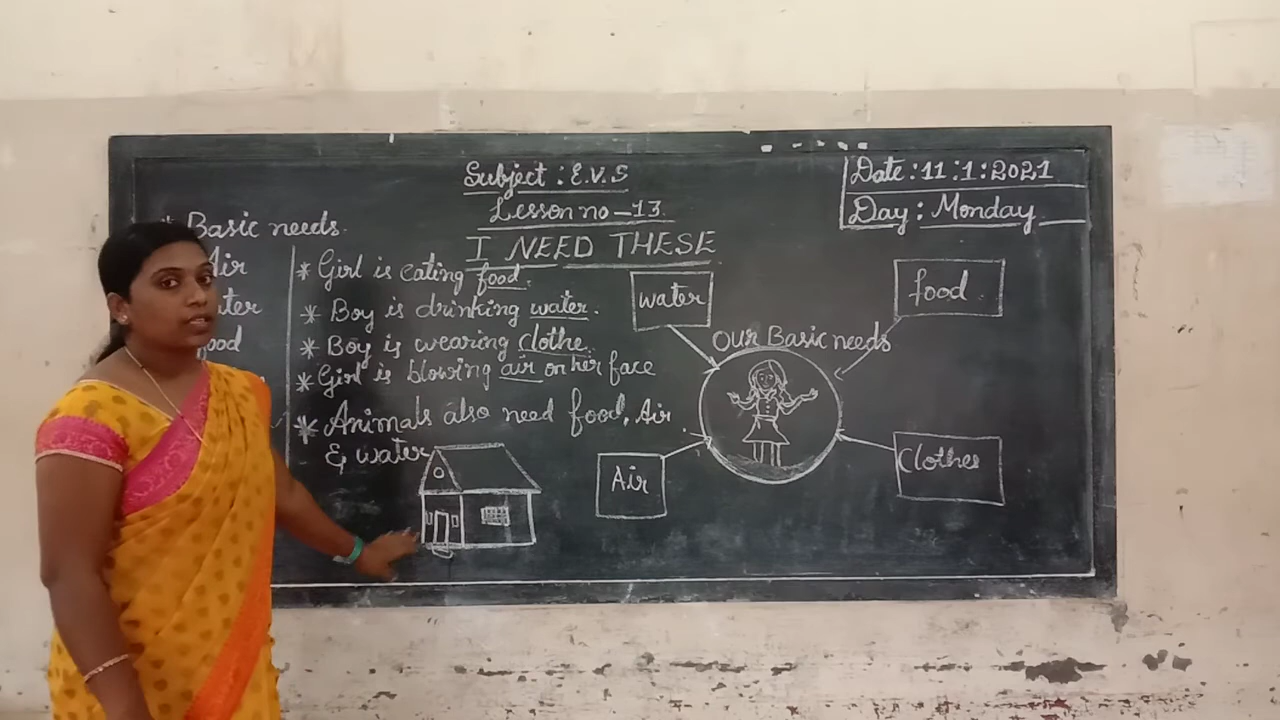 Subject : E.V.S
Lesson no - 13
I NEED THESE
Date : 11 : 1 : 2021
Day : Monday
* Basic needs
Air
food
* Girl is eating food.
* Boy is drinking water.
* Boy is wearing clothe.
* Girl is blowing air on her face
* Animals also need food, Air
& water
Our Basic needs
water
food
Air
Clothes